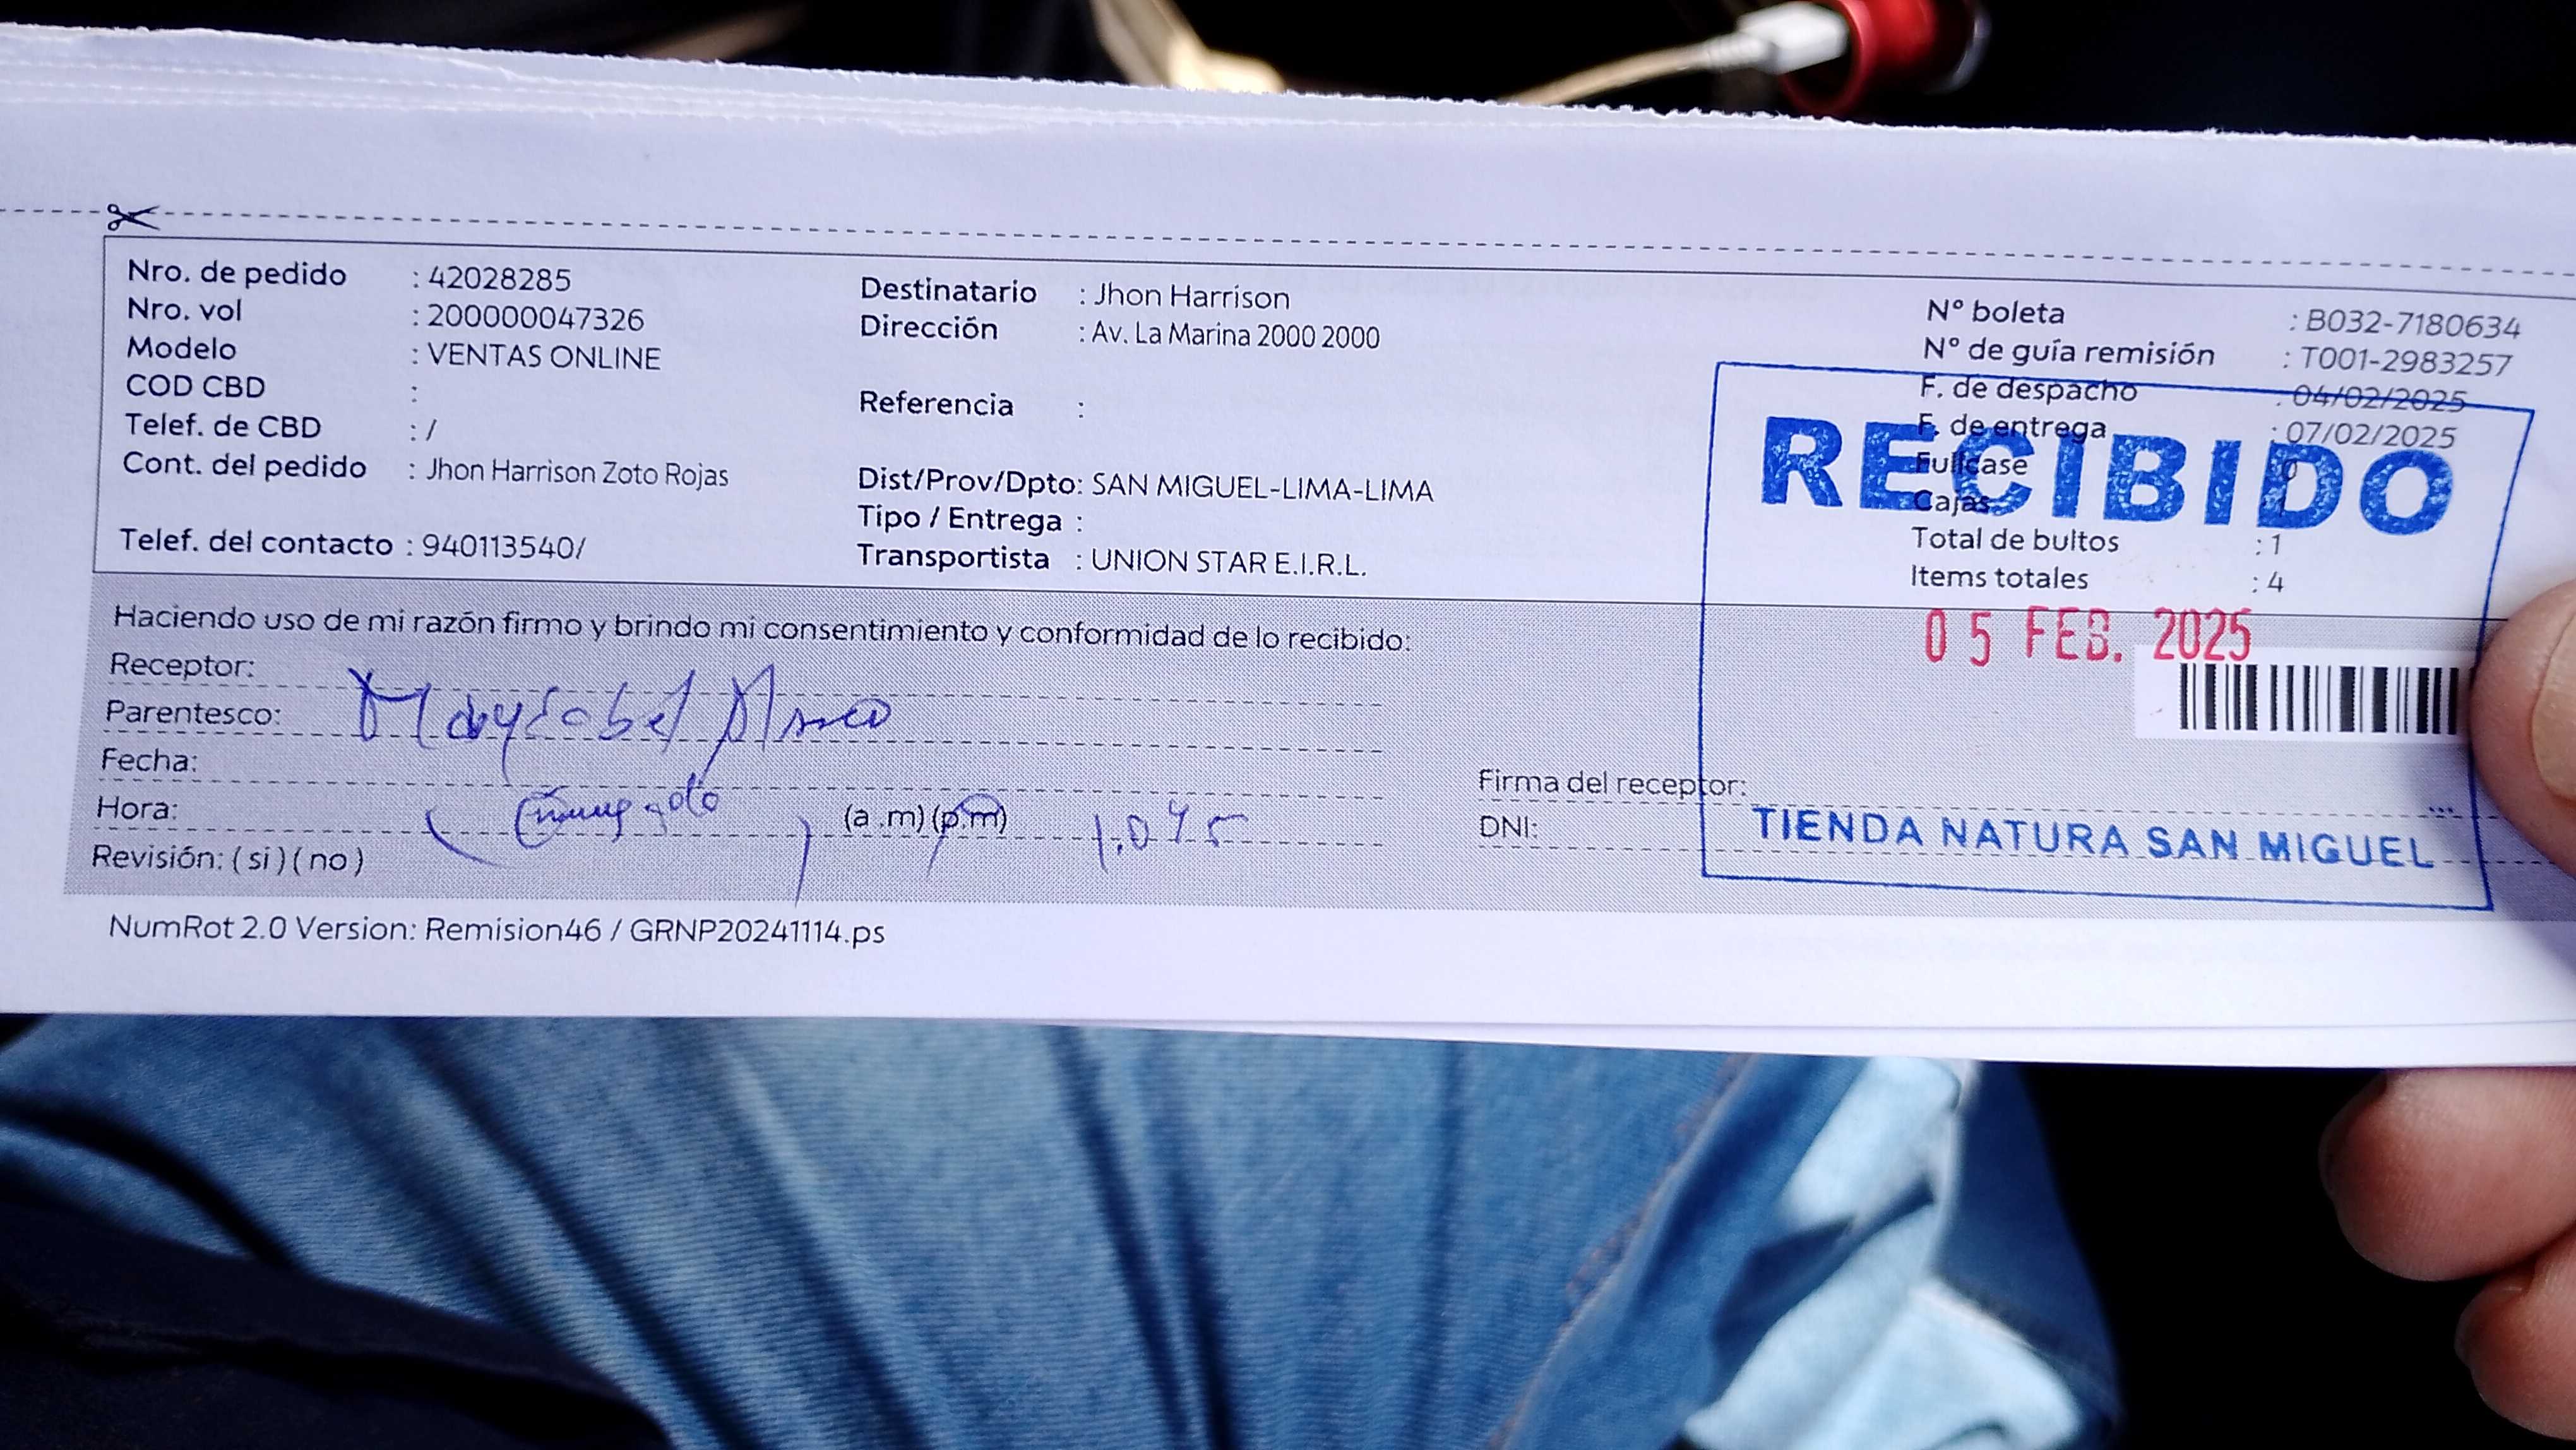 Nro. de pedido : 42028285
Nro. vol : 200000047326
Modelo : VENTAS ONLINE
COD CBD :
Telef. de CBD : /
Cont. del pedido : Jhon Harrison Zoto Rojas
Telef. del contacto : 940113540/
Destinatario : Jhon Harrison
Dirección : Av. La Marina 2000 2000
Referencia :
Dist/Prov/Dpto: SAN MIGUEL-LIMA-LIMA
Tipo / Entrega :
Transportista : UNION STAR E.I.R.L.
N° boleta : B032-7180634
N° de guía remisión : T001-2983257
F. de despacho : 04/02/2025
F. de entrega : 07/02/2025
Fullcase : 0
Cajas : 1
Total de bultos : 1
Items totales : 4
RECIBIDO
05 FEB. 2025
TIENDA NATURA SAN MIGUEL
Haciendo uso de mi razón firmo y brindo mi consentimiento y conformidad de lo recibido:
Receptor:
Parentesco:
Fecha:
Hora: (a .m) (p.m)
Revisión: ( si ) ( no )
Firma del receptor:
DNI:
NumRot 2.0 Version: Remision46 / GRNP20241114.ps